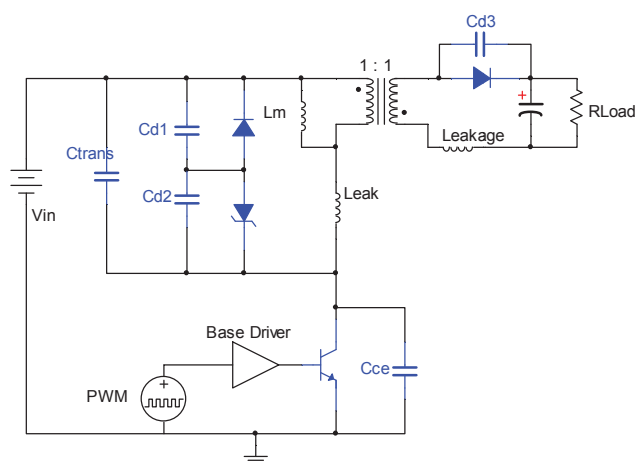 Cd3
1 : 1
Lm
Cd1
+
RLoad
Ctrans
Leakage
Cd2
Leak
Vin
Base Driver
Cce
PWM
+